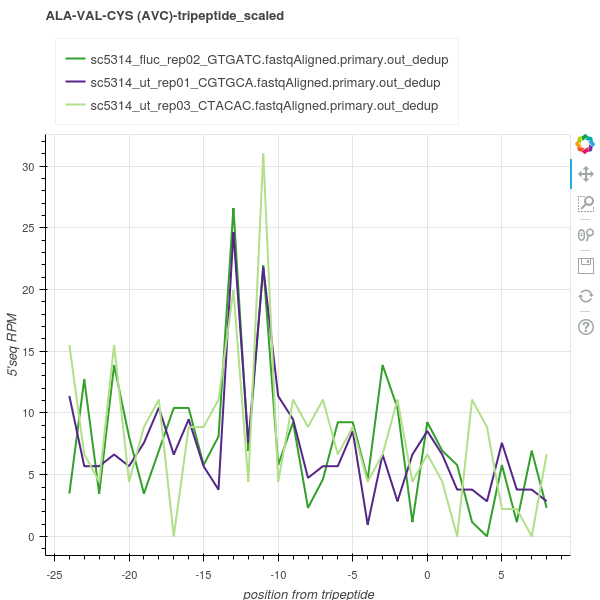 ALA-VAL-CYS (AVC)-tripeptide_scaled
sc5314_fluc_rep02_GTGATC.fastqAligned.primary.out_dedup
sc5314_ut_rep01_CGTGCA.fastqAligned.primary.out_dedup
sc5314_ut_rep03_CTACAC.fastqAligned.primary.out_dedup
30
25
20
15
10
5
0
5'seq RPM
-25 -20 -15 -10 -5 0 5
position from tripeptide